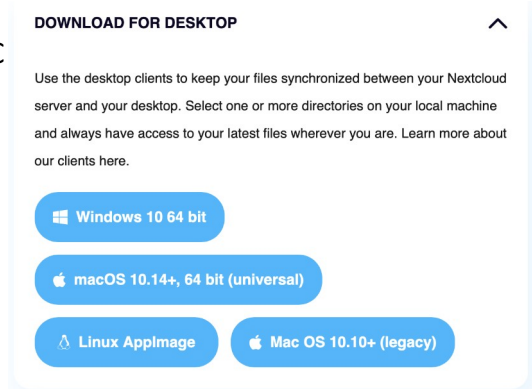 DOWNLOAD FOR DESKTOP
Use the desktop clients to keep your files synchronized between your Nextcloud
server and your desktop. Select one or more directories on your local machine
and always have access to your latest files wherever you are. Learn more about
our clients here.
Windows 10 64 bit
macOS 10.14+, 64 bit (universal)
Linux AppImage
Mac OS 10.10+ (legacy)